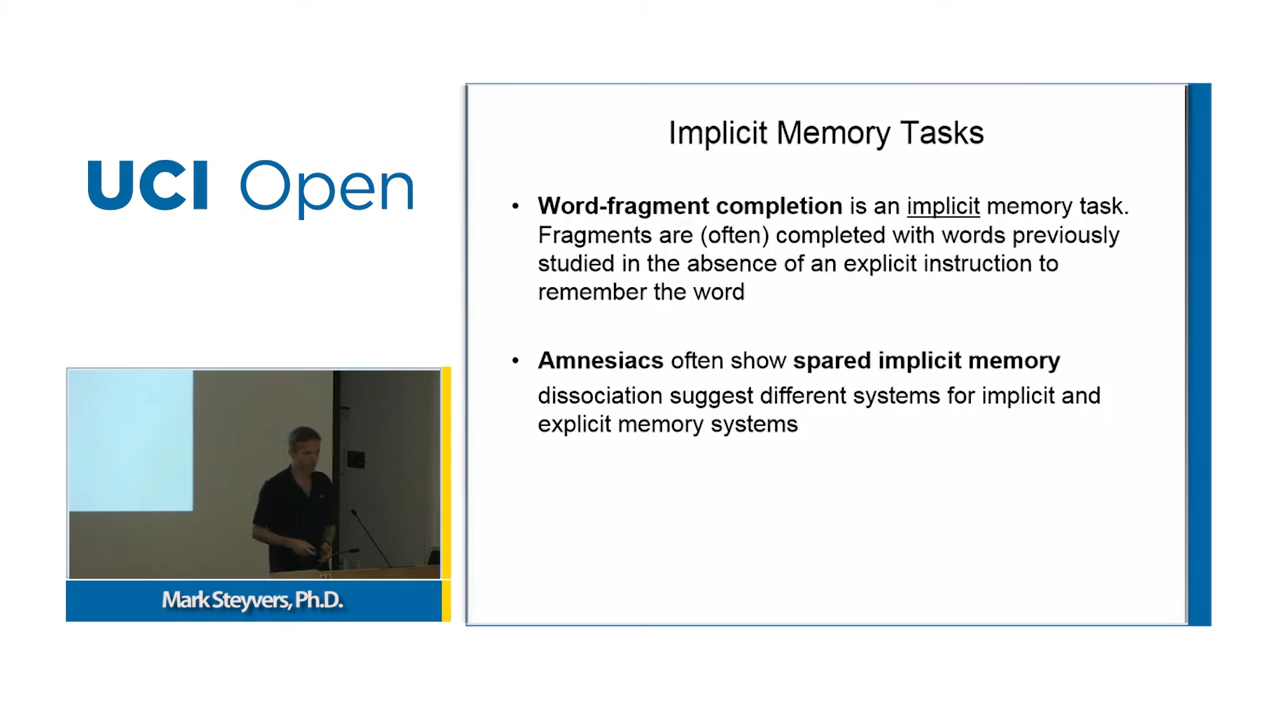 UCI Open
Implicit Memory Tasks
• Word-fragment completion is an implicit memory task.
Fragments are (often) completed with words previously
studied in the absence of an explicit instruction to
remember the word
• Amnesiacs often show spared implicit memory
dissociation suggest different systems for implicit and
explicit memory systems
Mark Steyvers, Ph.D.